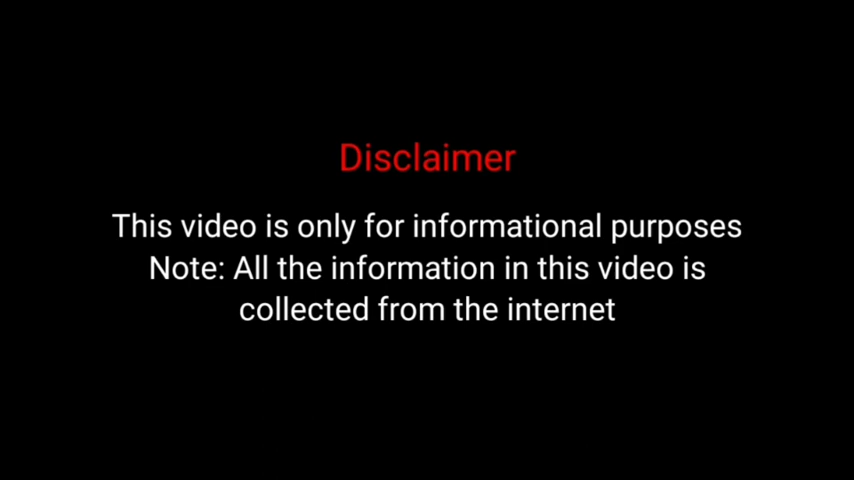 Disclaimer
This video is only for informational purposes
Note: All the information in this video is
collected from the internet